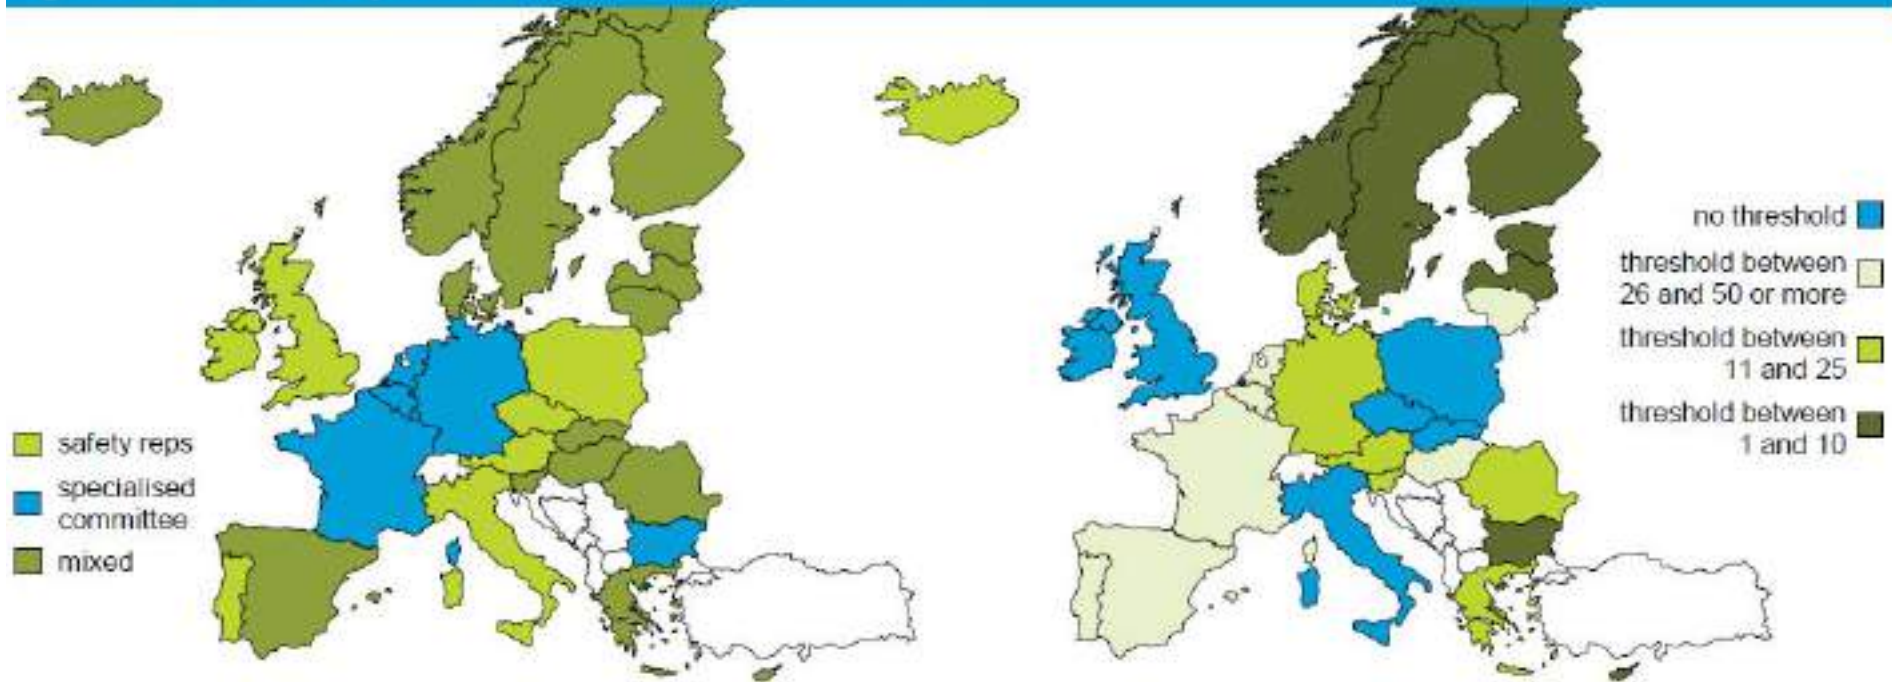 safety reps
specialised
committee
mixed
no threshold
threshold between
26 and 50 or more
threshold between
11 and 25
threshold between
1 and 10